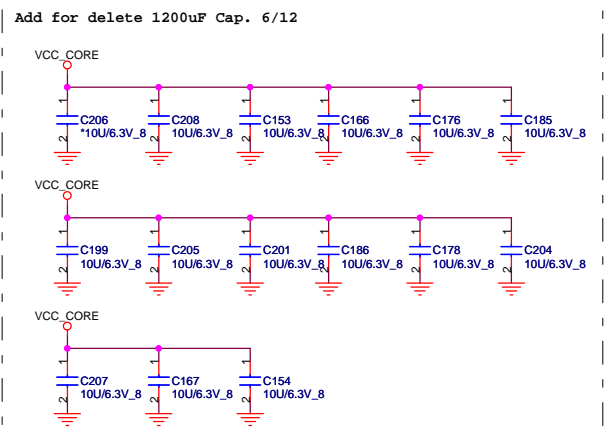 Add for delete 1200uF Cap. 6/12
VCC_CORE
1 1 1 1 1 1
C206 C208 C153 C166 C176 C185
*10U/6.3V_8 10U/6.3V_8 10U/6.3V_8 10U/6.3V_8 10U/6.3V_8 10U/6.3V_8
2 2 2 2 2 2
VCC_CORE
1 1 1 1 1 1
C199 C205 C201 C186 C178 C204
10U/6.3V_8 10U/6.3V_8 10U/6.3V_8 10U/6.3V_8 10U/6.3V_8 10U/6.3V_8
2 2 2 2 2 2
VCC_CORE
1 1 1
C207 C167 C154
10U/6.3V_8 10U/6.3V_8 10U/6.3V_8
2 2 2